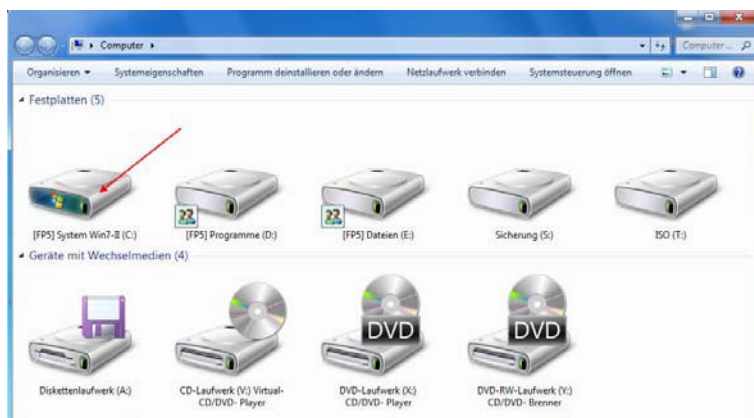 Computer
Computer...
Organisieren
Systemeigenschaften
Programm deinstallieren oder ändern
Netzlaufwerk verbinden
Systemsteuerung öffnen
Festplatten (5)
[FP5] System Win7-II (C:)
[FP5] Programme (D:)
[FP5] Dateien (E:)
Sicherung (S:)
ISO (T:)
Geräte mit Wechselmedien (4)
DVD
DVD
Diskettenlaufwerk (A:)
CD-Laufwerk (V:) Virtual-
CD/DVD- Player
DVD-Laufwerk (X:)
CD/DVD- Player
DVD-RW-Laufwerk (Y:)
CD/DVD- Brenner